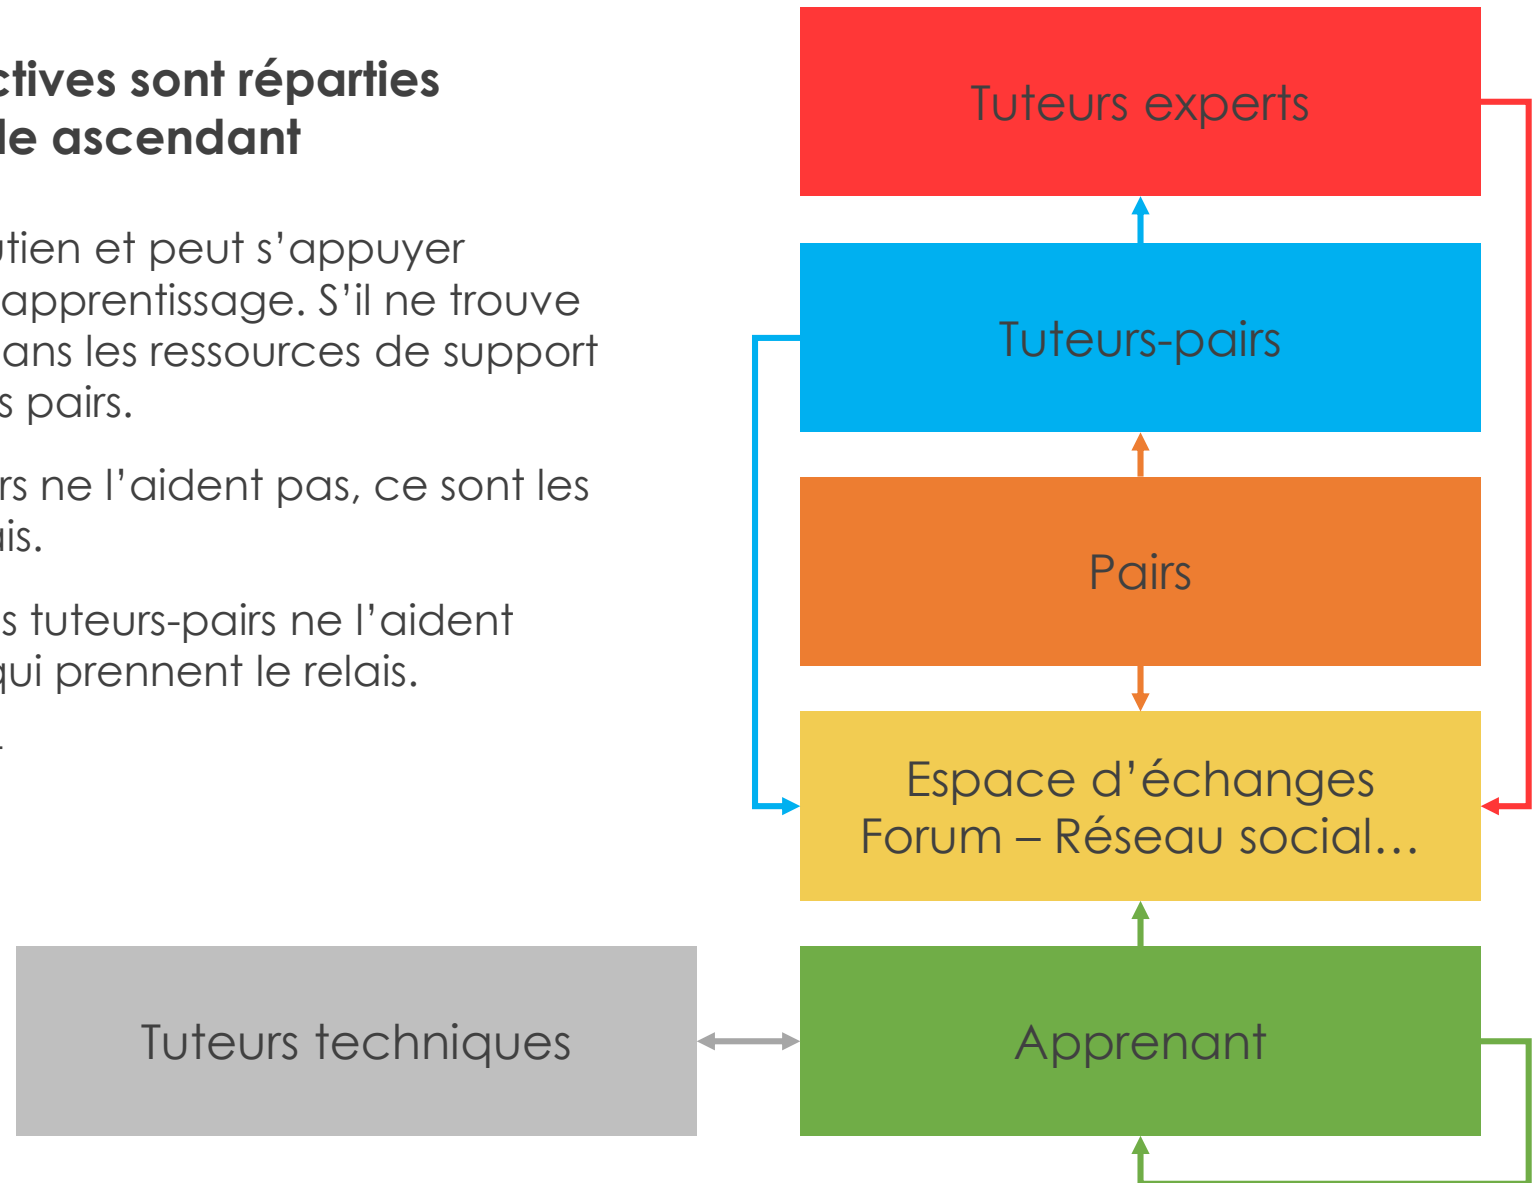 ctives sont réparties
le ascendant
utien et peut s’appuyer
apprentissage. S’il ne trouve
ans les ressources de support
s pairs.
rs ne l’aident pas, ce sont les
ais.
s tuteurs-pairs ne l’aident
qui prennent le relais.
Tuteurs experts
Tuteurs-pairs
Pairs
Espace d’échanges
Forum – Réseau social…
Tuteurs techniques
Apprenant